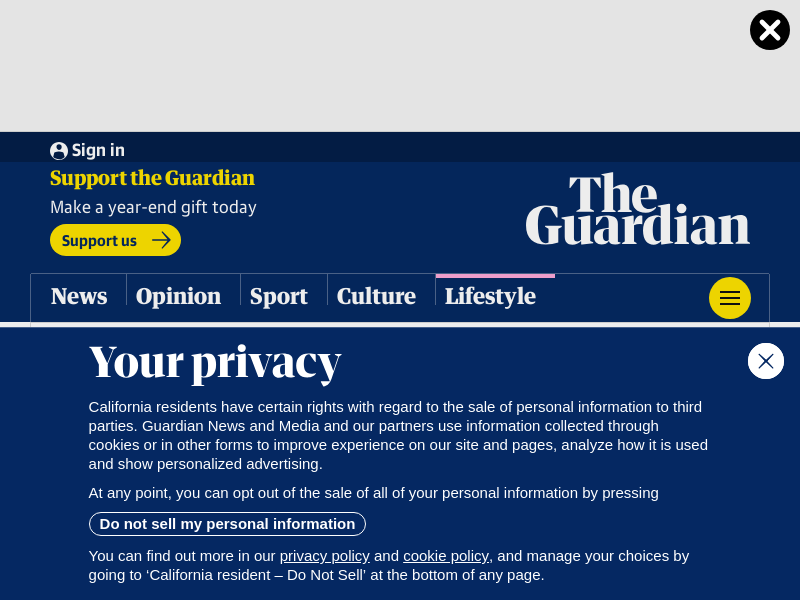 Sign in
Support the Guardian
Make a year-end gift today
Support us
The
Guardian
News
Opinion
Sport
Culture
Lifestyle
Your privacy
California residents have certain rights with regard to the sale of personal information to third
parties. Guardian News and Media and our partners use information collected through
cookies or in other forms to improve experience on our site and pages, analyze how it is used
and show personalized advertising.
At any point, you can opt out of the sale of all of your personal information by pressing
Do not sell my personal information
You can find out more in our privacy policy and cookie policy, and manage your choices by
going to ‘California resident – Do Not Sell’ at the bottom of any page.